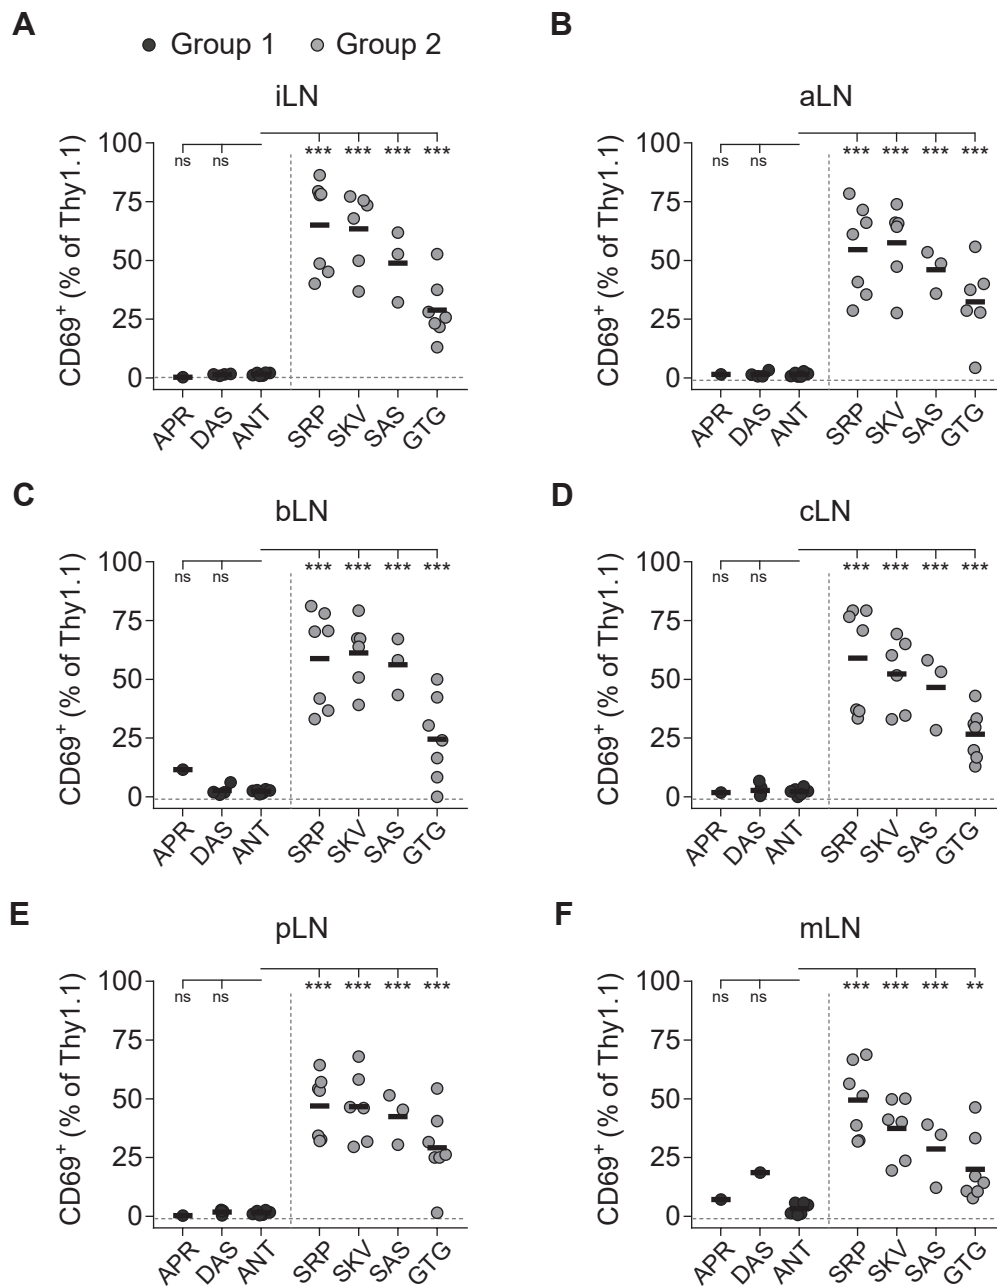 A
B
Group 1 Group 2
iLN
aLN
CD69+ (% of Thy1.1)
100
75
50
25
0
ns ns *** *** *** ***
APR DAS ANT SRP SKV SAS GTG
CD69+ (% of Thy1.1)
100
75
50
25
0
*** *** *** ***
APR DAS ANT SRP SKV SAS GTG
ns ns
C
D
bLN
cLN
CD69+ (% of Thy1.1)
100
75
50
25
0
ns ns *** *** *** ***
APR DAS ANT SRP SKV SAS GTG
CD69+ (% of Thy1.1)
100
75
50
25
0
ns ns *** *** *** ***
APR DAS ANT SRP SKV SAS GTG
E
F
pLN
mLN
CD69+ (% of Thy1.1)
100
75
50
25
0
ns ns *** *** *** ***
APR DAS ANT SRP SKV SAS GTG
CD69+ (% of Thy1.1)
100
75
50
25
0
ns ns *** *** *** **
APR DAS ANT SRP SKV SAS GTG